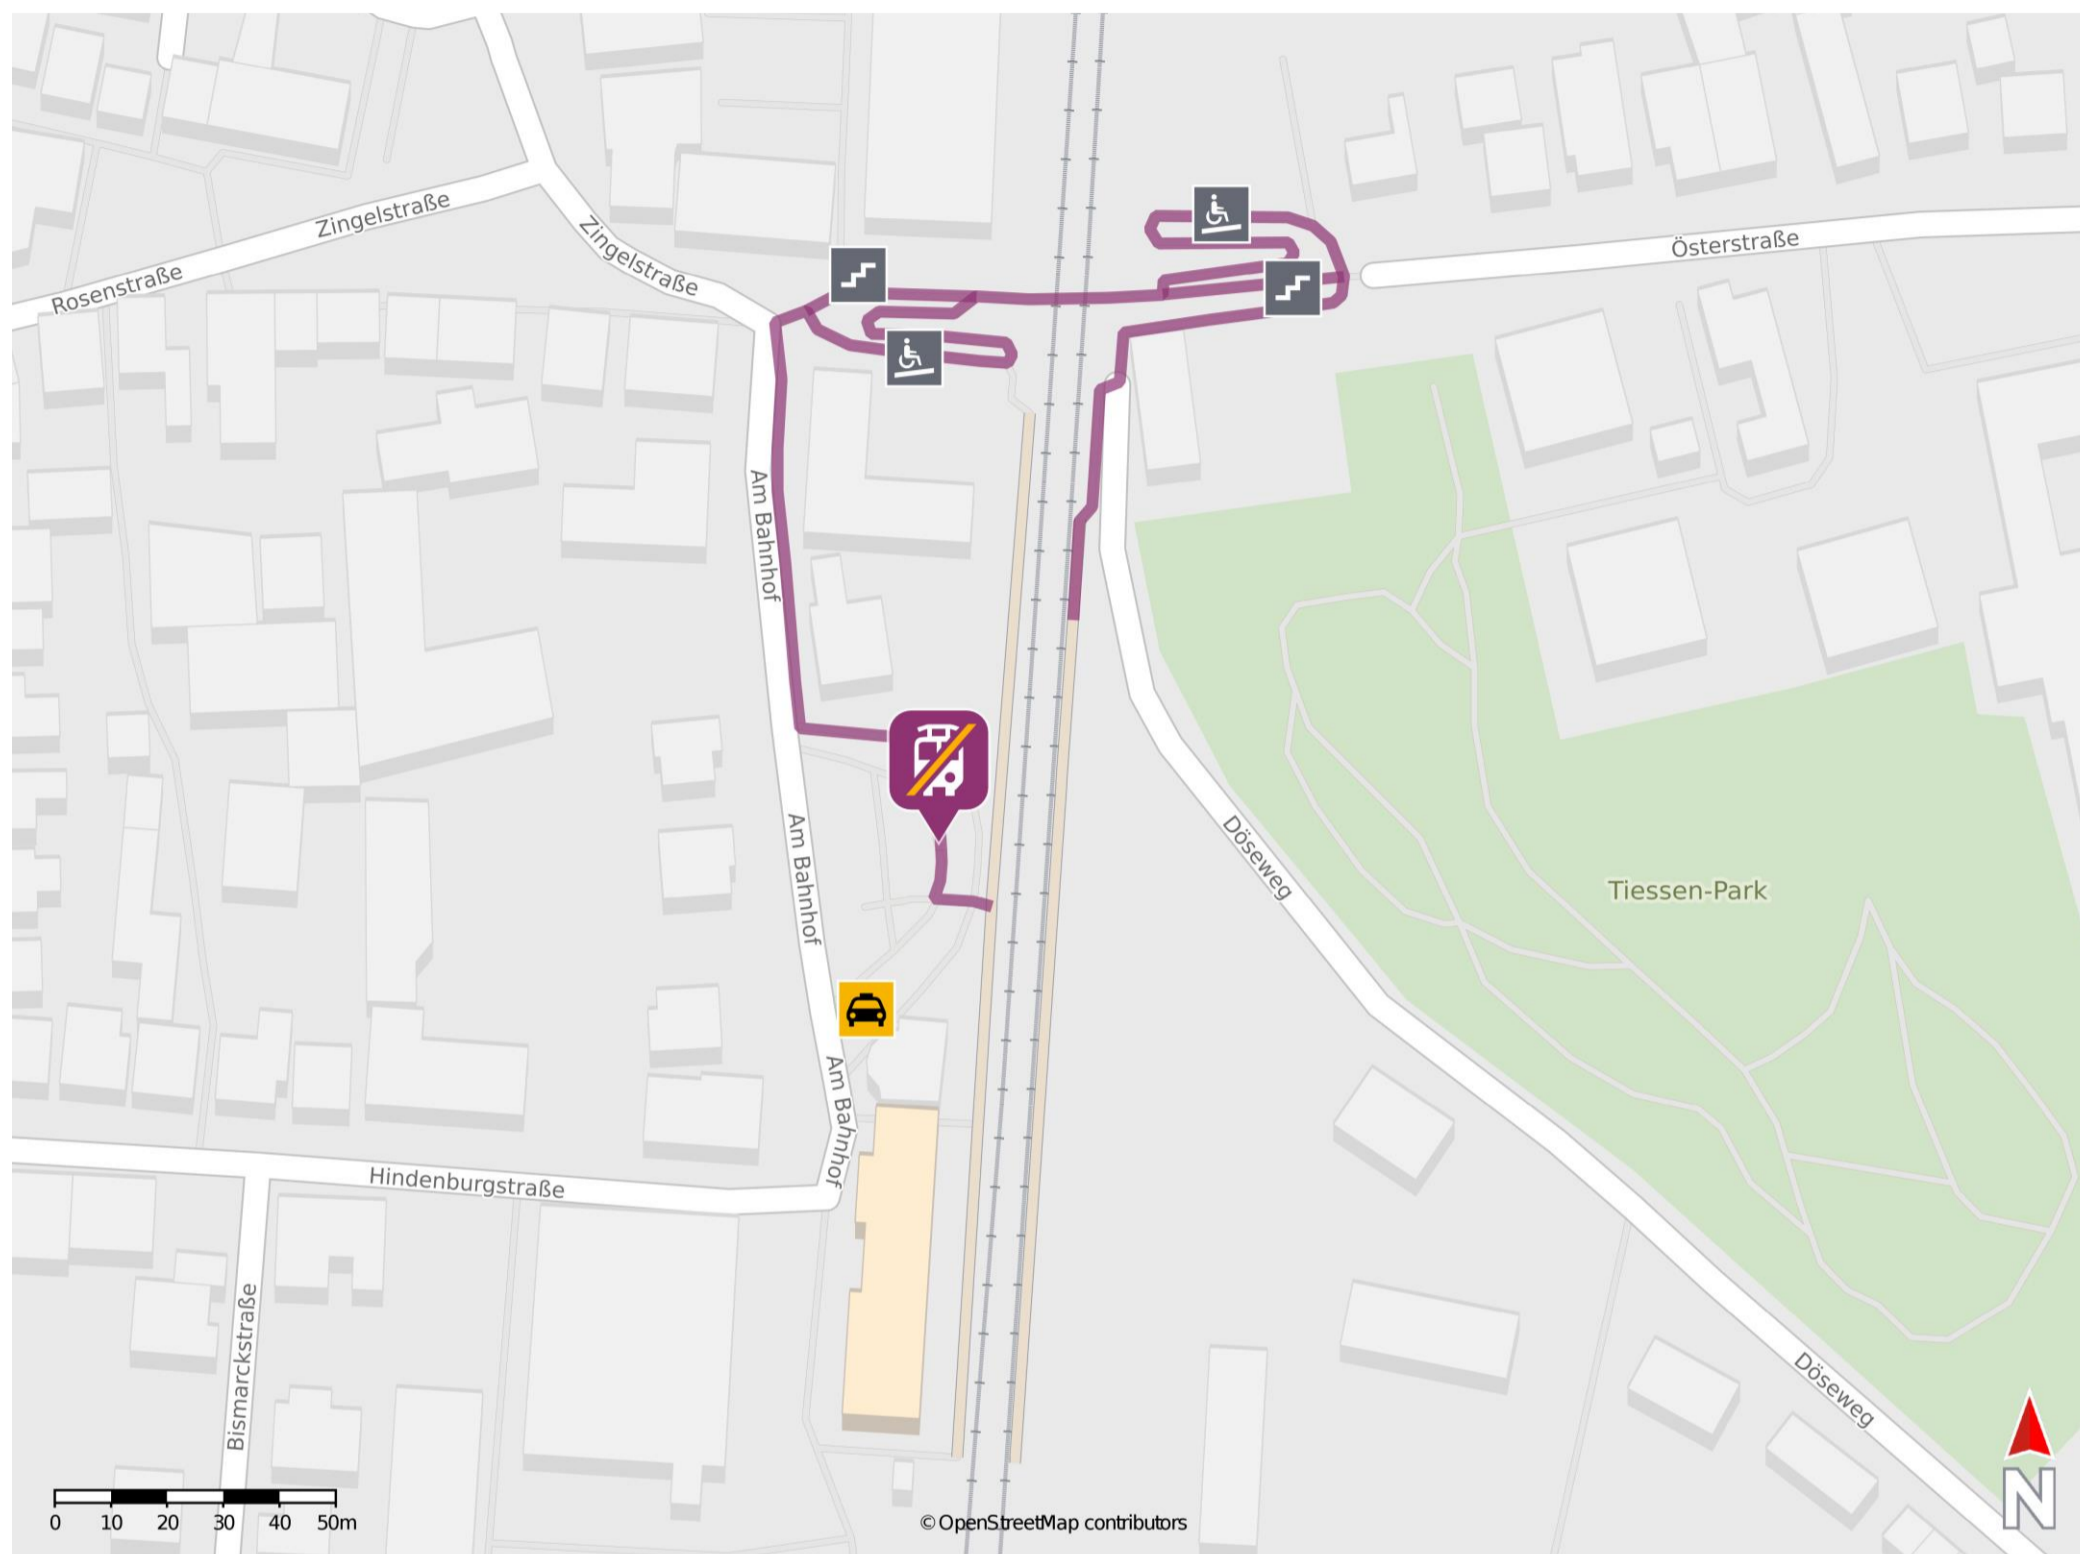 Zingelstraße
Zingelstraße
Österstraße
Rosenstraße
Am Bahnhof
Döseweg
Am Bahnhof
Tiessen-Park
Am Bahnhof
Hindenburgstraße
Bismarckstraße
Döseweg
N
0 10 20 30 40 50m
© OpenStreetMap contributors